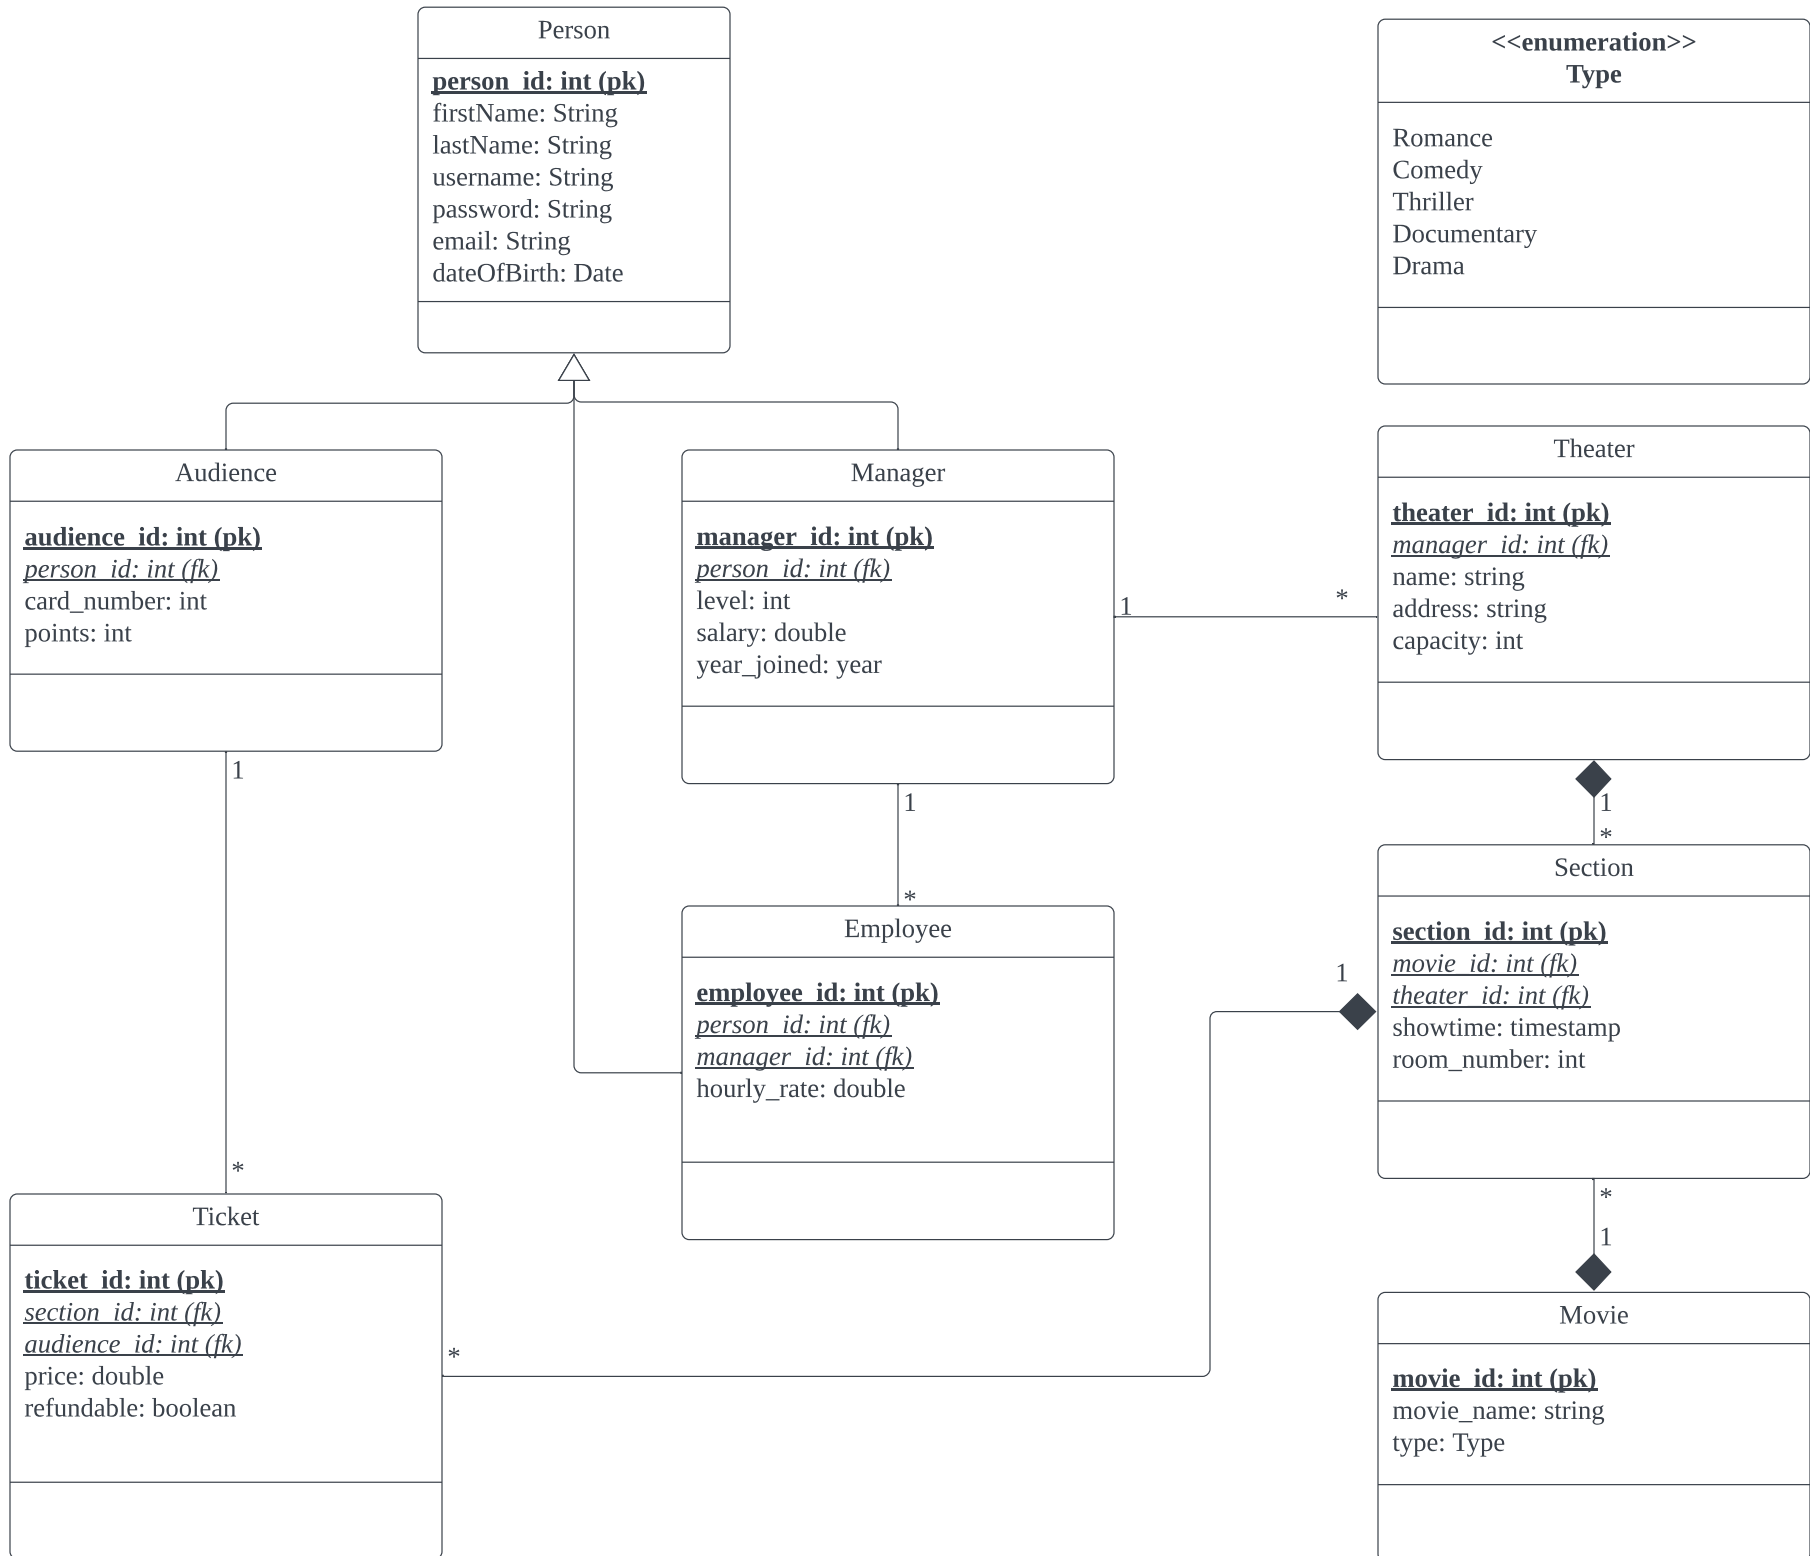 Person
person_id: int (pk)
firstName: String
lastName: String
username: String
password: String
email: String
dateOfBirth: Date
<<enumeration>>
Type
Romance
Comedy
Thriller
Documentary
Drama
Audience
audience_id: int (pk)
person_id: int (fk)
card_number: int
points: int
1
*
Manager
manager_id: int (pk)
person_id: int (fk)
level: int
salary: double
year_joined: year
1
*
1
*
Theater
theater_id: int (pk)
manager_id: int (fk)
name: string
address: string
capacity: int
1
*
Employee
employee_id: int (pk)
person_id: int (fk)
manager_id: int (fk)
hourly_rate: double
Section
section_id: int (pk)
movie_id: int (fk)
theater_id: int (fk)
showtime: timestamp
room_number: int
1
*
*
1
Ticket
ticket_id: int (pk)
section_id: int (fk)
audience_id: int (fk)
price: double
refundable: boolean
Movie
movie_id: int (pk)
movie_name: string
type: Type